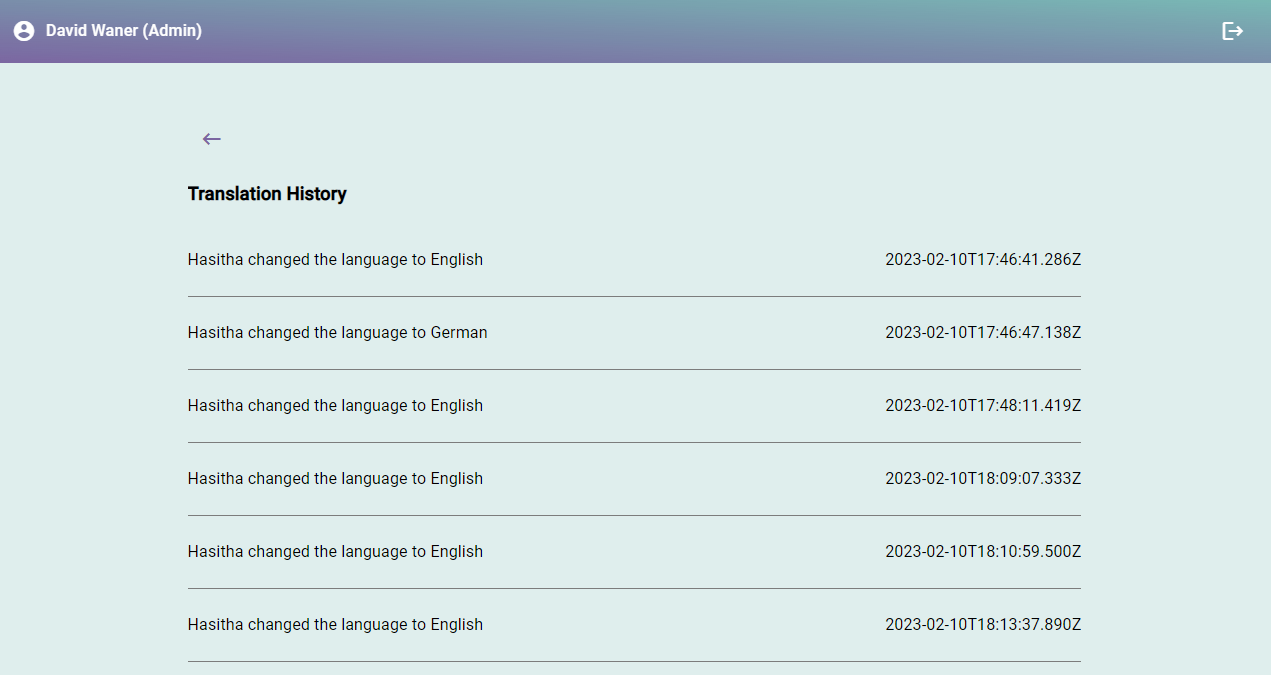 David Waner (Admin)
Translation History
Hasitha changed the language to English 2023-02-10T17:46:41.286Z
Hasitha changed the language to German 2023-02-10T17:46:47.138Z
Hasitha changed the language to English 2023-02-10T17:48:11.419Z
Hasitha changed the language to English 2023-02-10T18:09:07.333Z
Hasitha changed the language to English 2023-02-10T18:10:59.500Z
Hasitha changed the language to English 2023-02-10T18:13:37.890Z